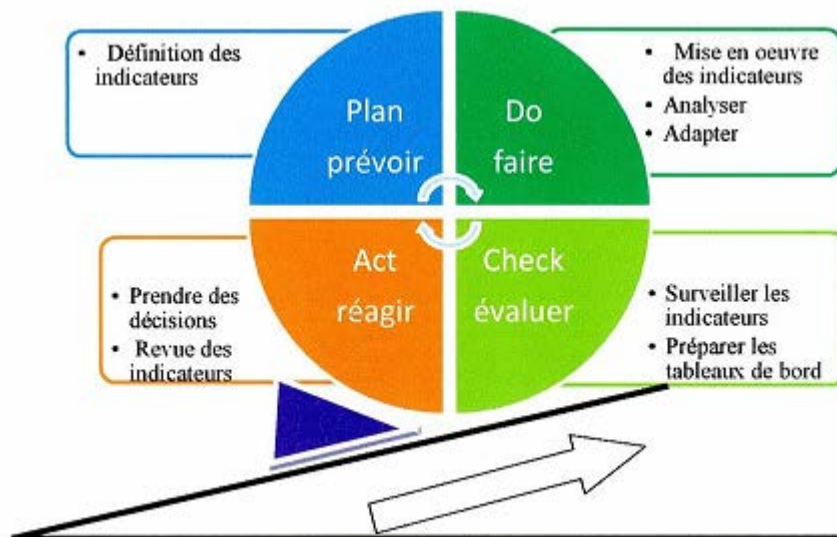 • Définition des
indicateurs
Plan
prévoir
Do
faire
• Mise en oeuvre
des indicateurs
• Analyser
• Adapter
• Prendre des
décisions
• Revue des
indicateurs
Act
réagir
Check
évaluer
• Surveiller les
indicateurs
• Préparer les
tableaux de bord